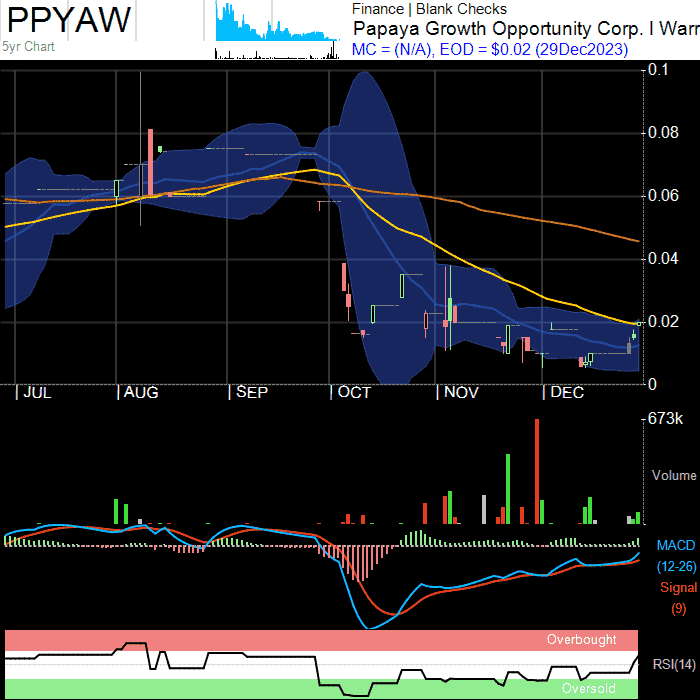 PPYAW
5yr Chart
Finance | Blank Checks
Papaya Growth Opportunity Corp. I Warr
MC = (N/A), EOD = $0.02 (29Dec2023)
0.1
0.08
0.06
0.04
0.02
0
JUL AUG SEP OCT NOV DEC
673k
Volume
MACD
(12-26)
Signal
(9)
Overbought
RSI(14)
Oversold